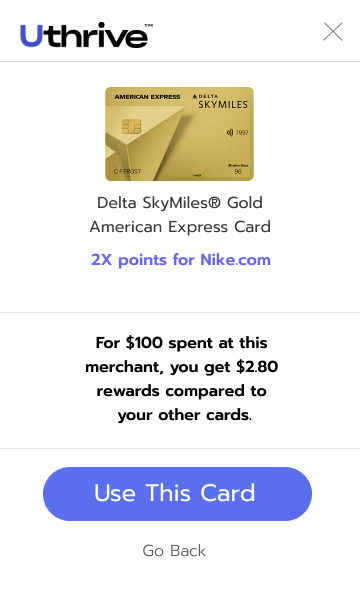 Uthrive™
AMERICAN EXPRESS
DELTA
SKYMILES
7997
Member Since
96
C F FROST
Delta SkyMiles® Gold
American Express Card
2X points for Nike.com
For $100 spent at this
merchant, you get $2.80
rewards compared to
your other cards.
Use This Card
Go Back